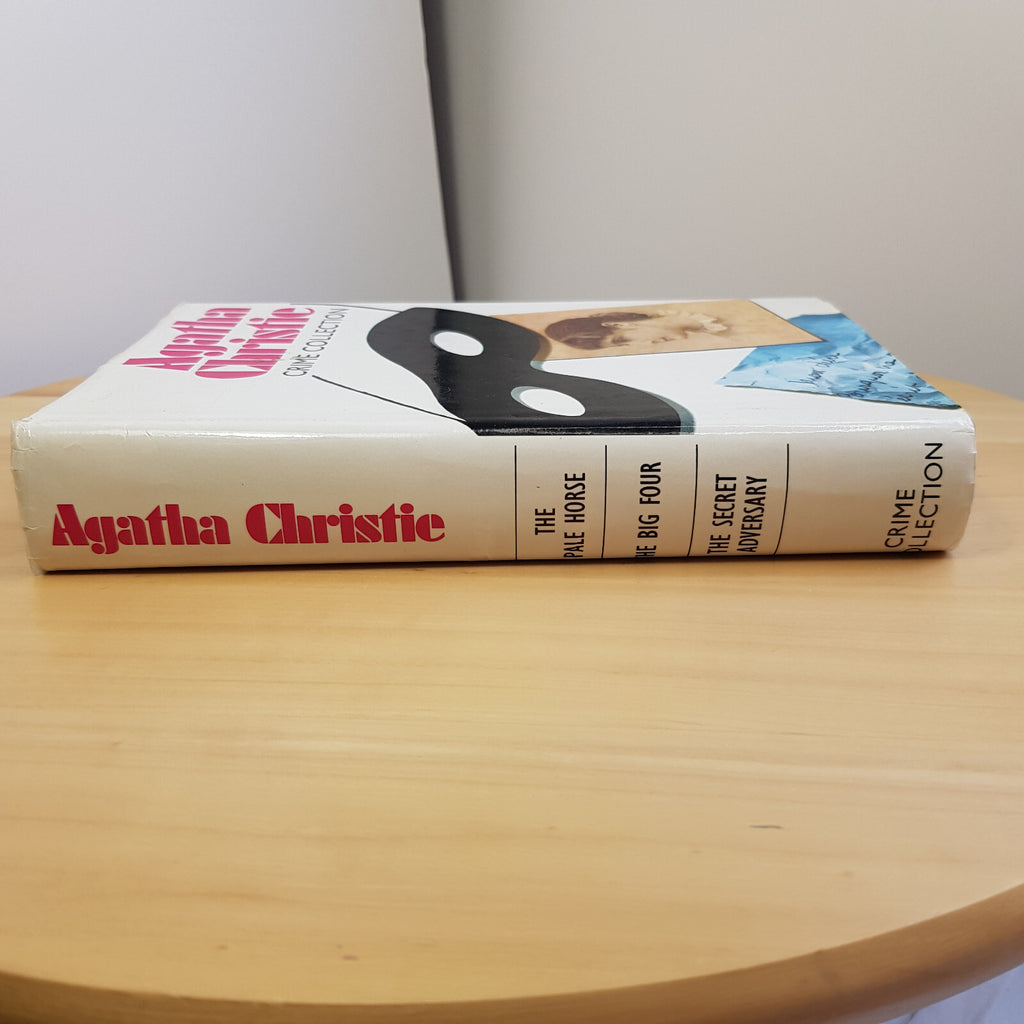 Agatha
Christie
CRIME COLLECTION
Agatha Christie
THE
PALE HORSE
THE BIG FOUR
THE SECRET
ADVERSARY
CRIME
COLLECTION